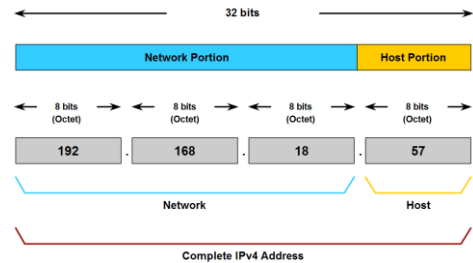 32 bits
Network Portion Host Portion
8 bits 8 bits 8 bits 8 bits
(Octet) (Octet) (Octet) (Octet)
192 . 168 . 18 . 57
Network Host
Complete IPv4 Address